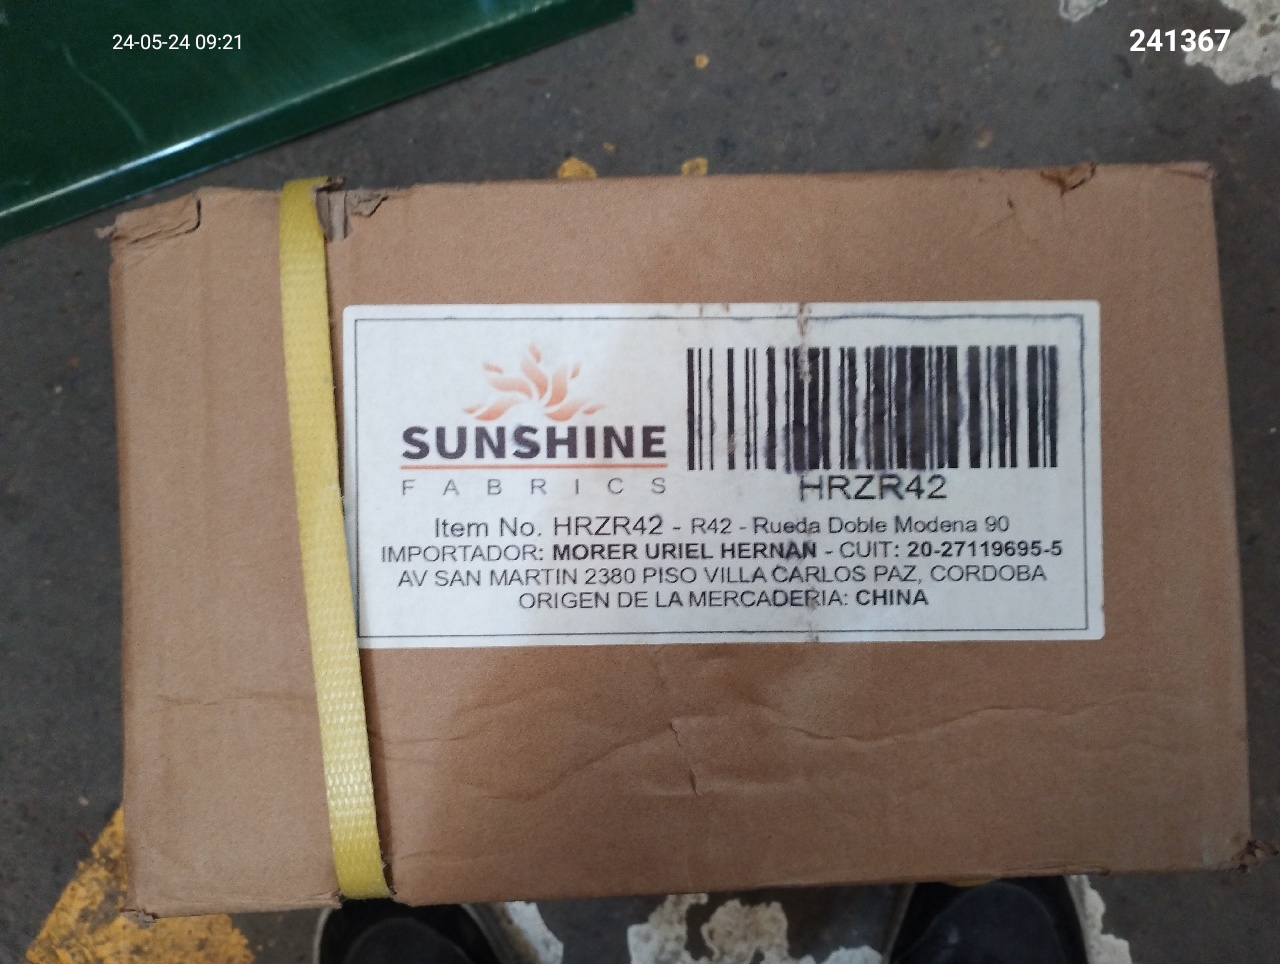 24-05-24 09:21
241367
SUNSHINE
FABRICS
HRZR42
Item No. HRZR42 - R42 - Rueda Doble Modena 90
IMPORTADOR: MORER URIEL HERNAN - CUIT: 20-27119695-5
AV SAN MARTIN 2380 PISO VILLA CARLOS PAZ, CORDOBA
ORIGEN DE LA MERCADERIA: CHINA